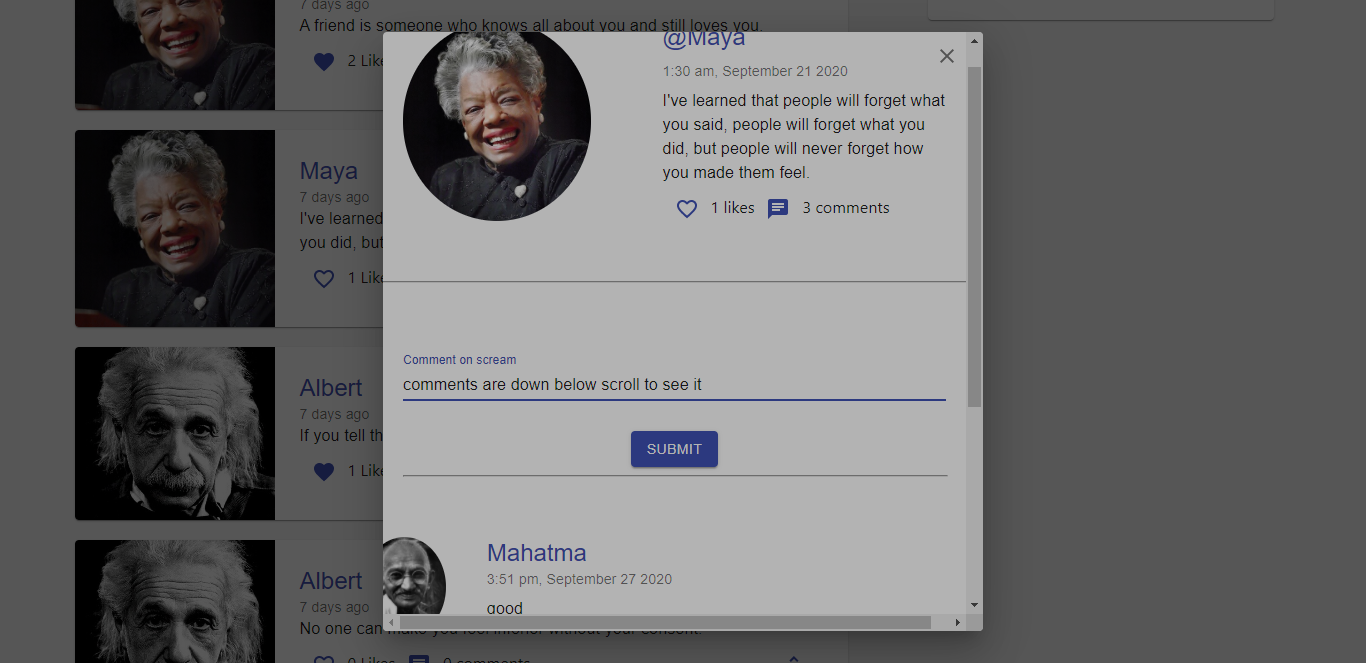 7 days ago
A friend is someone who knows all about you and still loves you.
2 Like
Maya
7 days ago
I've learned
you did, but
1 Like
Albert
7 days ago
If you tell th
1 Like
Albert
7 days ago
No one can make you feel inferior without your consent.
0 Likes 0 comments
@Maya
1:30 am, September 21 2020
I've learned that people will forget what
you said, people will forget what you
did, but people will never forget how
you made them feel.
1 likes 3 comments
Comment on scream
comments are down below scroll to see it
SUBMIT
Mahatma
3:51 pm, September 27 2020
good